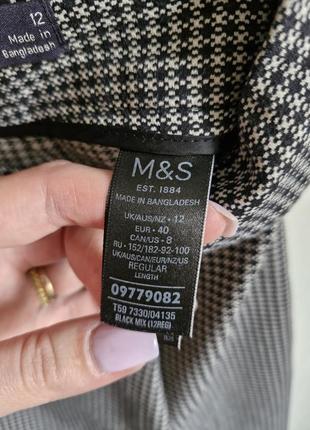 12
Made in
Bangladesh
M&S
EST. 1884
MADE IN BANGLADESH
UK/AUS/NZ - 12
EUR - 40
CAN/US - 8
RU - 152/182-92-100
UK/AUS/CAN/EUR/NZ/US
REGULAR
LENGTH
09779082
T59 7330/04135
BLACK MIX (12REG)